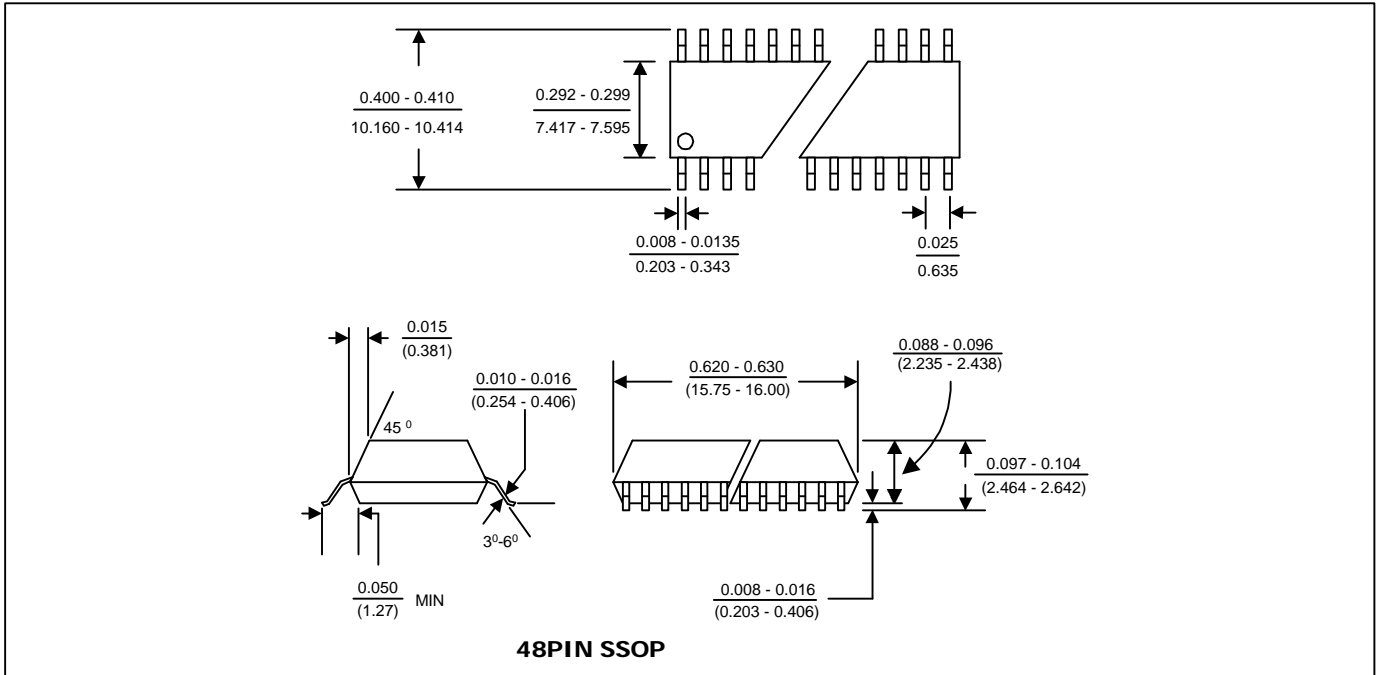 0.400 - 0.410
10.160 - 10.414
0.292 - 0.299
7.417 - 7.595
0.008 - 0.0135
0.203 - 0.343
0.025
0.635
0.015
(0.381)
0.010 - 0.016
(0.254 - 0.406)
45 ⁰
3⁰-6⁰
0.050
(1.27) MIN
0.620 - 0.630
(15.75 - 16.00)
0.088 - 0.096
(2.235 - 2.438)
0.097 - 0.104
(2.464 - 2.642)
0.008 - 0.016
(0.203 - 0.406)
48PIN SSOP